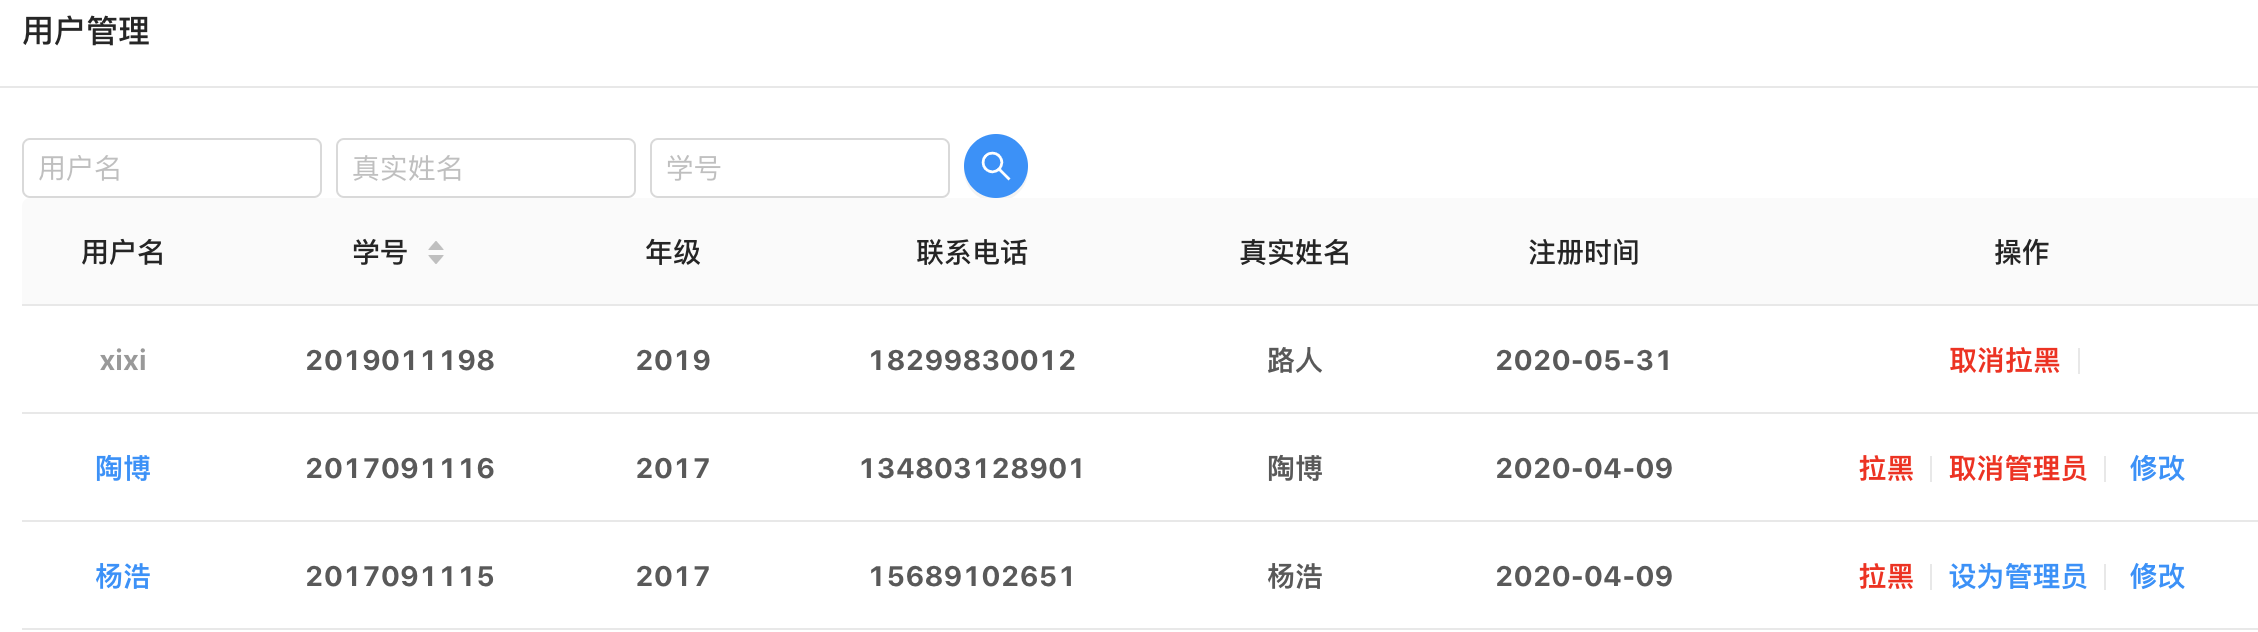 用户管理
用户名 真实姓名 学号
用户名 学号 年级 联系电话 真实姓名 注册时间 操作
xixi 2019011198 2019 18299830012 路人 2020-05-31 取消拉黑
陶博 2017091116 2017 134803128901 陶博 2020-04-09 拉黑 取消管理员 修改
杨浩 2017091115 2017 15689102651 杨浩 2020-04-09 拉黑 设为管理员 修改